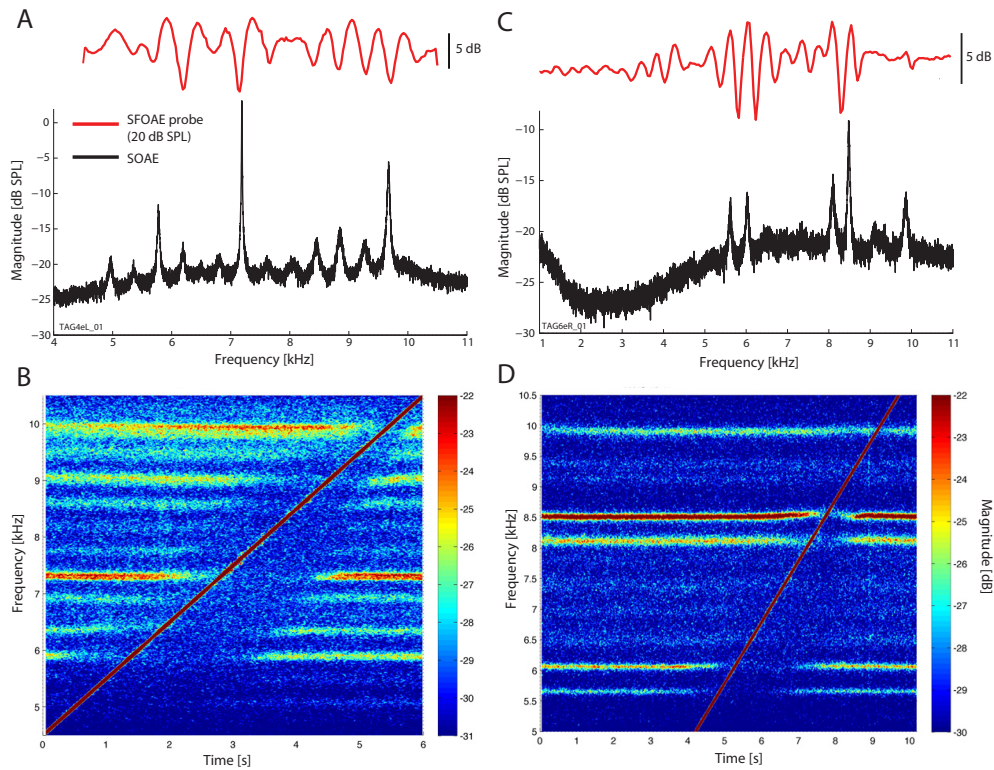 A
5 dB
SFOAE probe
(20 dB SPL)
SOAE
Magnitude [dB SPL]
0
−5
−10
−15
−20
−25
−30
TAG4eL_01
4 5 6 7 8 9 10 11
Frequency [kHz]
C
5 dB
Magnitude [dB SPL]
−10
−15
−20
−25
−30
TAG6eR_01
1 2 3 4 5 6 7 8 9 10 11
Frequency [kHz]
B
Frequency [kHz]
10
9
8
7
6
5
0 1 2 3 4 5 6
Time [s]
-22
-23
-24
-25
-26
-27
-28
-29
-30
-31
D
Frequency [kHz]
10.5
10
9.5
9
8.5
8
7.5
7
6.5
6
5.5
5
0 1 2 3 4 5 6 7 8 9 10
Time [s]
-22
-23
-24
-25
-26
-27
-28
-29
-30
Magnitude [dB]